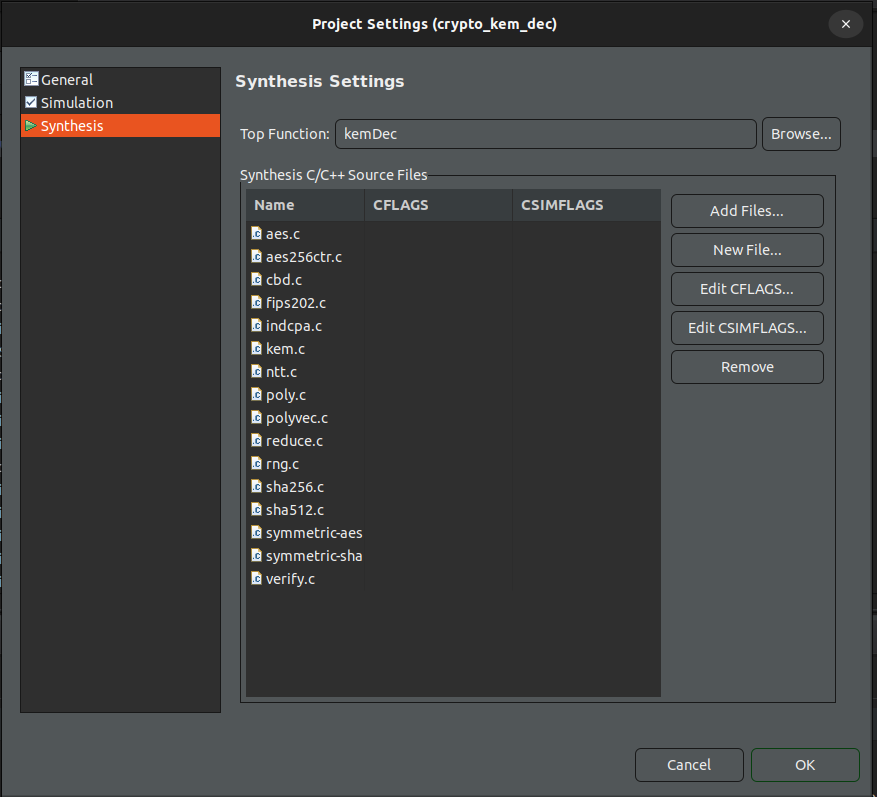 Project Settings (crypto_kem_dec)
General
Simulation
Synthesis
Synthesis Settings
Top Function: kemDec Browse...
Synthesis C/C++ Source Files
Name CFLAGS CSIMFLAGS
aes.c
aes256ctr.c
cbd.c
fips202.c
indcpa.c
kem.c
ntt.c
poly.c
polyvec.c
reduce.c
rng.c
sha256.c
sha512.c
symmetric-aes
symmetric-sha
verify.c
Add Files...
New File...
Edit CFLAGS...
Edit CSIMFLAGS...
Remove
Cancel OK